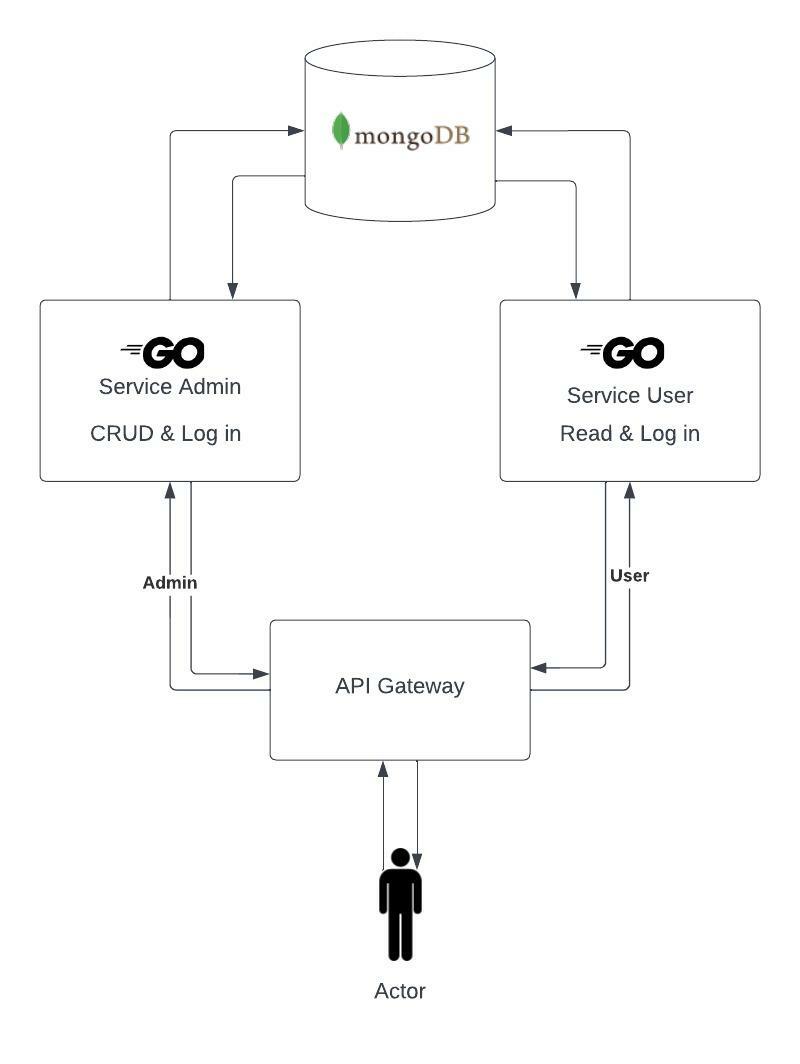 mongoDB
GO
Service Admin
CRUD & Log in
GO
Service User
Read & Log in
Admin
User
API Gateway
Actor